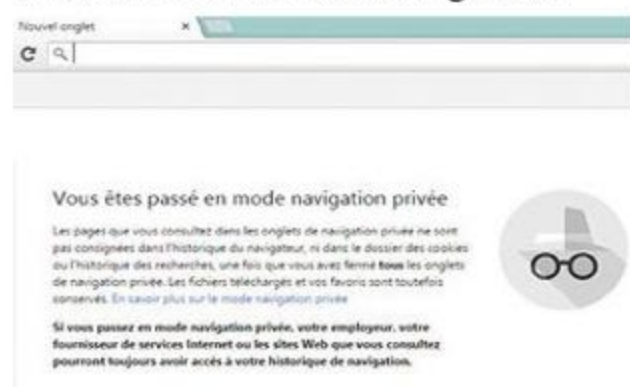 Nouvel onglet
Vous êtes passé en mode navigation privée
Les pages que vous consultez dans les onglets de navigation privée ne sont
pas consignées dans l'historique du navigateur, ni dans le dossier des cookies
ou l'historique des recherches, une fois que vous avez fermé tous les onglets
de navigation privée. Les fichiers téléchargés et vos favoris sont toutefois
conservés. En savoir plus sur le mode navigation privée
Si vous passez en mode navigation privée, votre employeur, votre
fournisseur de services Internet ou les sites Web que vous consultez
pourront toujours avoir accès à votre historique de navigation.